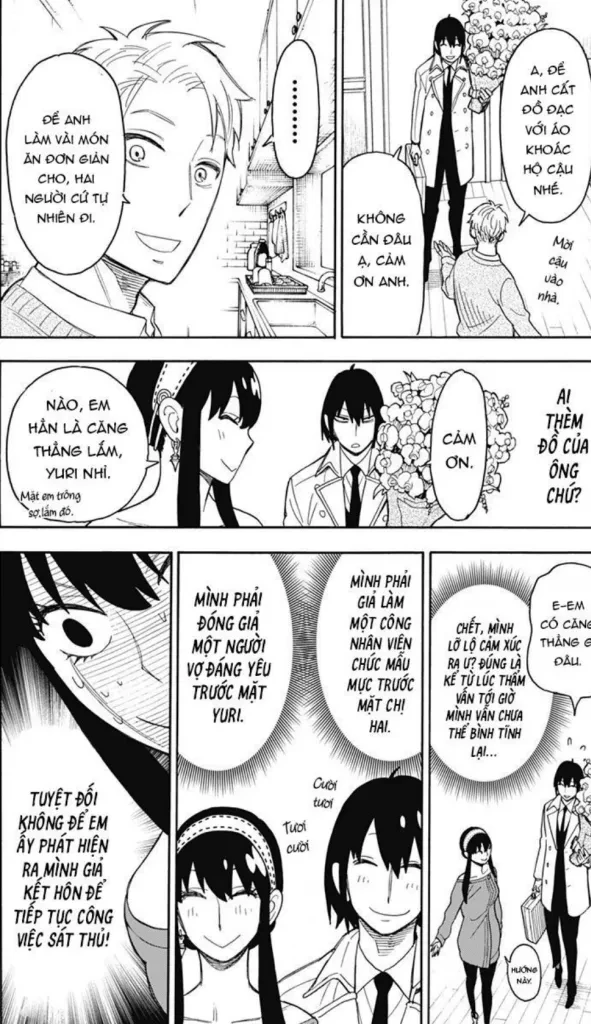 A, ĐỂ
ANH CẤT
ĐỒ ĐẠC
VỚI ÁO
KHOÁC
HỘ CẬU
NHÉ.
Mời
cậu
vào
nhà.
KHÔNG
CẦN ĐÂU
Ạ, CẢM
ƠN ANH.
........
ĐỂ ANH
LÀM VÀI MÓN
ĂN ĐƠN GIẢN
CHO, HAI
NGƯỜI CỨ TỰ
NHIÊN ĐI.
AI
THÈM
ĐỒ CỦA
ÔNG
CHỨ?
CẢM
ƠN.
NÀO, EM
HẲN LÀ CĂNG
THẲNG LẮM,
YURI NHỈ.
Mặt em trông
sợ lắm đó.
E-EM
CÓ CĂNG
THẲNG G
ĐÂU.
CHẾT, MÌNH
LỠ LỘ CẢM XÚC
RA Ư? ĐÚNG LÀ
KỂ TỪ LÚC THẨM
VẤN TỚI GIỜ
MÌNH VẪN CHƯA
THỂ BÌNH TĨNH
LẠI...
HƯỚNG
NÀY.
MÌNH PHẢI
GIẢ LÀM
MỘT CÔNG
NHÂN VIÊN
CHỨC MẪU
MỰC TRƯỚC
MẶT CHỊ
HAI.
Cười
tươi
MÌNH PHẢI
ĐÓNG GIẢ
MỘT NGƯỜI
VỢ ĐÁNG YÊU
TRƯỚC MẶT
YURI.
Tươi
cười
TUYỆT ĐỐI
KHÔNG ĐỂ EM
ẤY PHÁT HIỆN
RA MÌNH GIẢ
KẾT HÔN ĐỂ
TIẾP TỤC CÔNG
VIỆC SÁT THỦ!